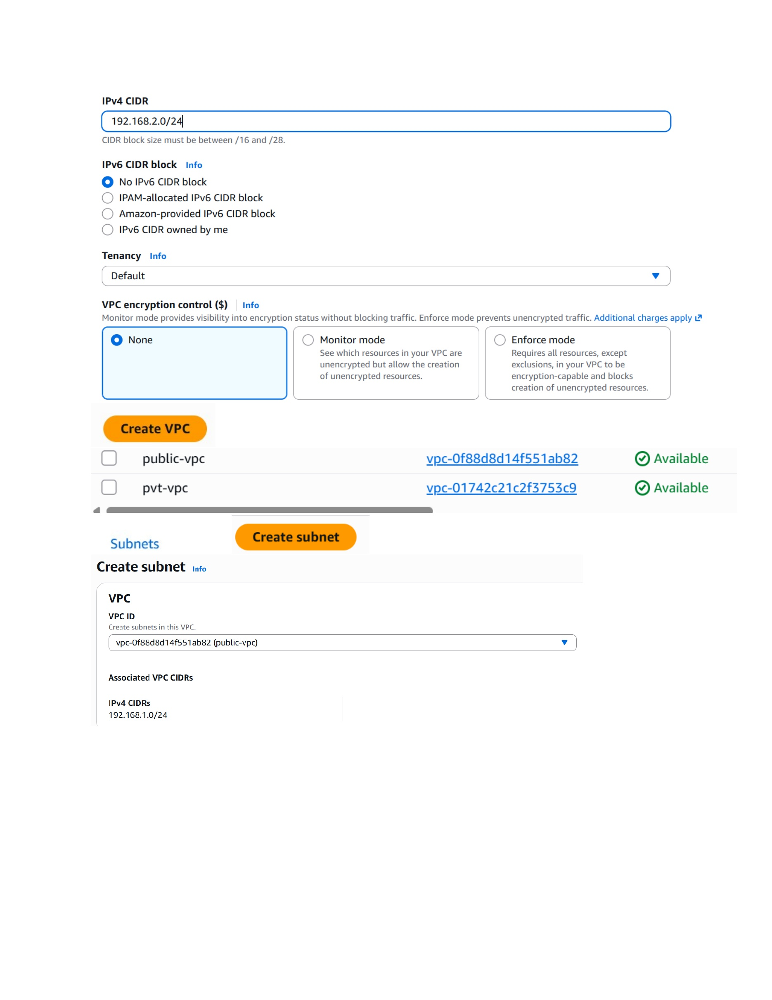 IPv4 CIDR
192.168.2.0/24
CIDR block size must be between /16 and /28.
IPv6 CIDR block Info
No IPv6 CIDR block
IPAM-allocated IPv6 CIDR block
Amazon-provided IPv6 CIDR block
IPv6 CIDR owned by me
Tenancy Info
Default
VPC encryption control ($) Info
Monitor mode provides visibility into encryption status without blocking traffic. Enforce mode prevents unencrypted traffic. Additional charges apply
None
Monitor mode
See which resources in your VPC are
unencrypted but allow the creation
of unencrypted resources.
Enforce mode
Requires all resources, except
exclusions, in your VPC to be
encryption-capable and blocks
creation of unencrypted resources.
Create VPC
public-vpc vpc-0f88d8d14f551ab82 Available
pvt-vpc vpc-01742c21c2f3753c9 Available
Subnets Create subnet
Create subnet Info
VPC
VPC ID
Create subnets in this VPC.
vpc-0f88d8d14f551ab82 (public-vpc)
Associated VPC CIDRs
IPv4 CIDRs
192.168.1.0/24